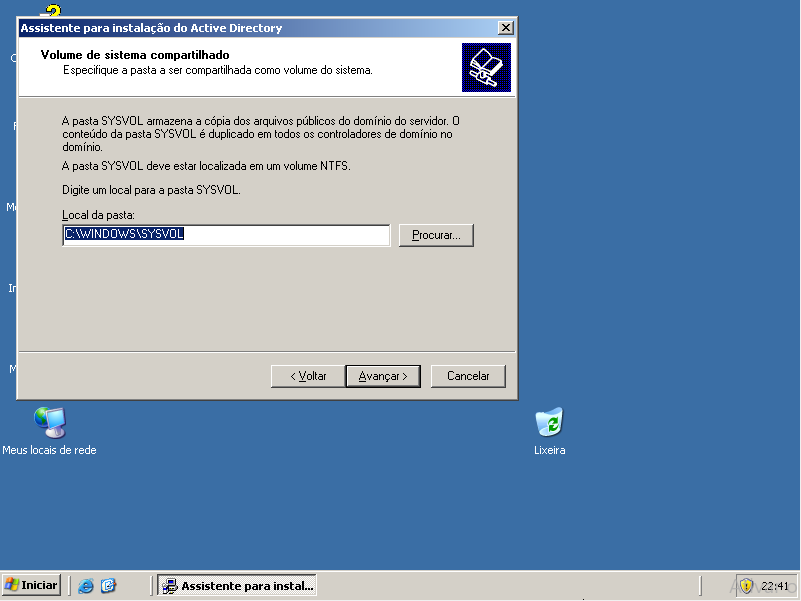 Assistente para instalação do Active Directory
Volume de sistema compartilhado
Especifique a pasta a ser compartilhada como volume do sistema.
A pasta SYSVOL armazena a cópia dos arquivos públicos do domínio do servidor. O
conteúdo da pasta SYSVOL é duplicado em todos os controladores de domínio no
domínio.
A pasta SYSVOL deve estar localizada em um volume NTFS.
Digite um local para a pasta SYSVOL.
Local da pasta:
C:\WINDOWS\SYSVOL
Procurar...
< Voltar
Avançar >
Cancelar
Meus locais de rede
Lixeira
Iniciar
Assistente para instal...
22:41